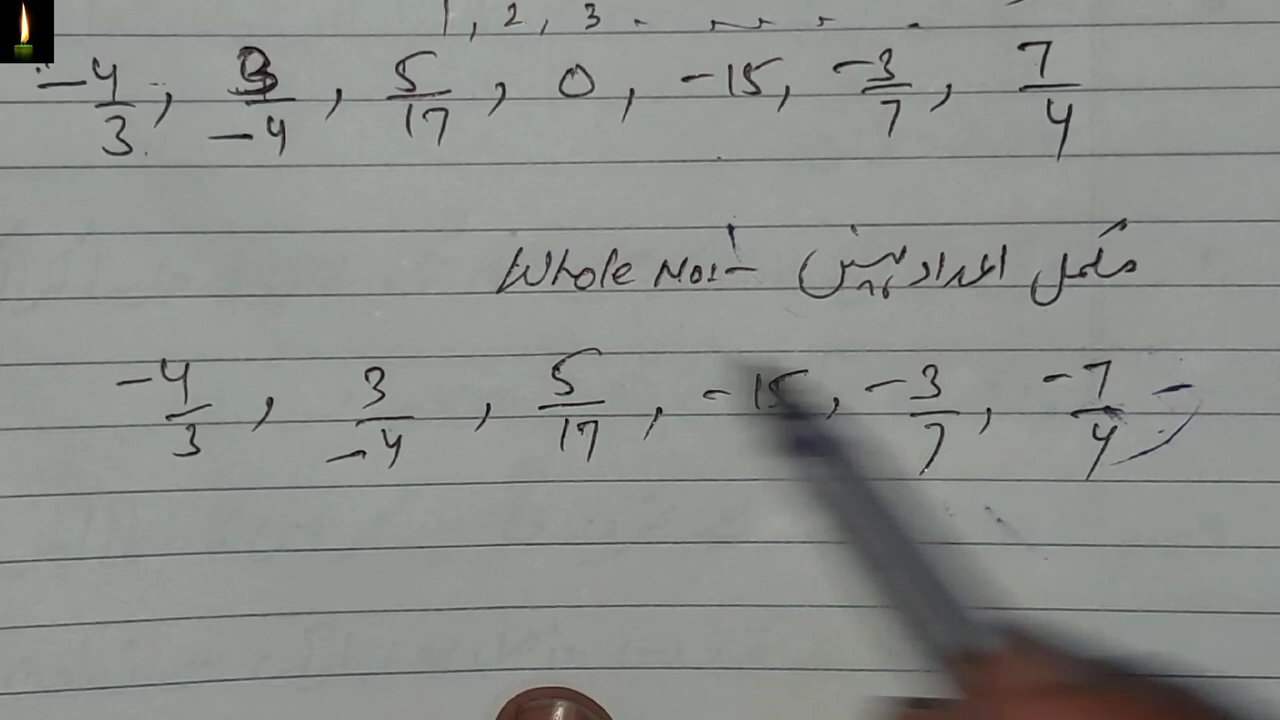 1, 2, 3 - - - - -
-4/3, 3/-4, 5/17, 0, -15, -3/7, 7/4
Whole Nos:- مکمل اعداد نہیں
-4/3, 3/-4, 5/17, -15, -3/7, -7/4